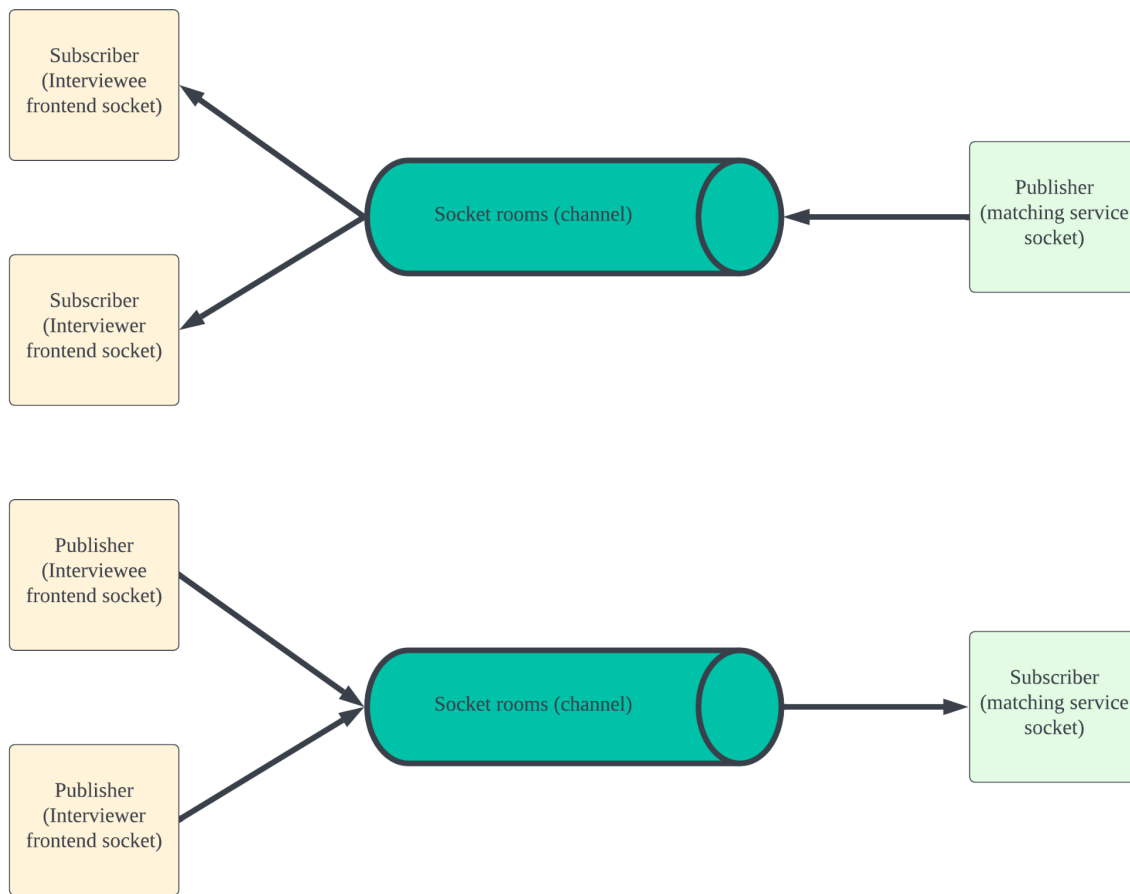 Subscriber
(Interviewee
frontend socket)
Socket rooms (channel)
Publisher
(matching service
socket)
Subscriber
(Interviewer
frontend socket)
Publisher
(Interviewee
frontend socket)
Socket rooms (channel)
Subscriber
(matching service
socket)
Publisher
(Interviewer
frontend socket)